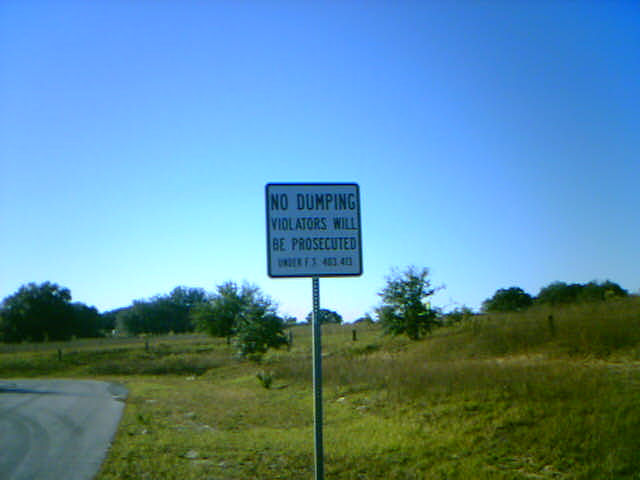 NO DUMPING
VIOLATORS WILL
BE PROSECUTED
UNDER F.S. 403.413